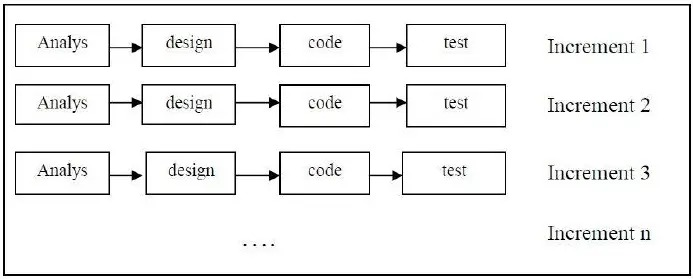 Analys design code test Increment 1
Analys design code test Increment 2
Analys design code test Increment 3
.... Increment n